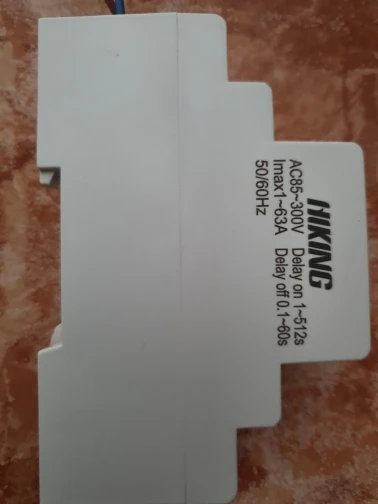 HIKING
AC85~300V Delay on 1~512s
Imax1~63A Delay off 0.1~60s
50/60Hz